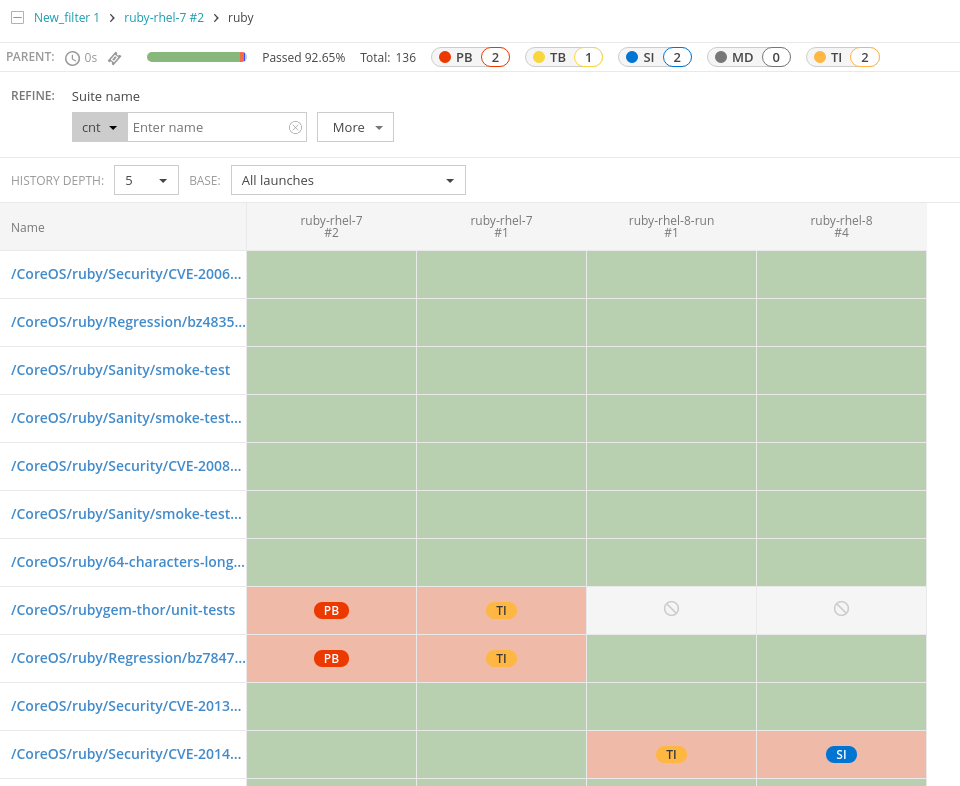 New_filter 1 > ruby-rhel-7 #2 > ruby
PARENT: 0s Passed 92.65% Total: 136 PB 2 TB 1 SI 2 MD 0 TI 2
REFINE: Suite name
cnt Enter name More
HISTORY DEPTH: 5 BASE: All launches
Name
ruby-rhel-7
#2
ruby-rhel-7
#1
ruby-rhel-8-run
#1
ruby-rhel-8
#4
/CoreOS/ruby/Security/CVE-2006...
/CoreOS/ruby/Regression/bz4835...
/CoreOS/ruby/Sanity/smoke-test
/CoreOS/ruby/Sanity/smoke-test...
/CoreOS/ruby/Security/CVE-2008...
/CoreOS/ruby/Sanity/smoke-test...
/CoreOS/ruby/64-characters-long...
/CoreOS/rubygem-thor/unit-tests PB TI
/CoreOS/ruby/Regression/bz7847... PB TI
/CoreOS/ruby/Security/CVE-2013...
/CoreOS/ruby/Security/CVE-2014... TI SI